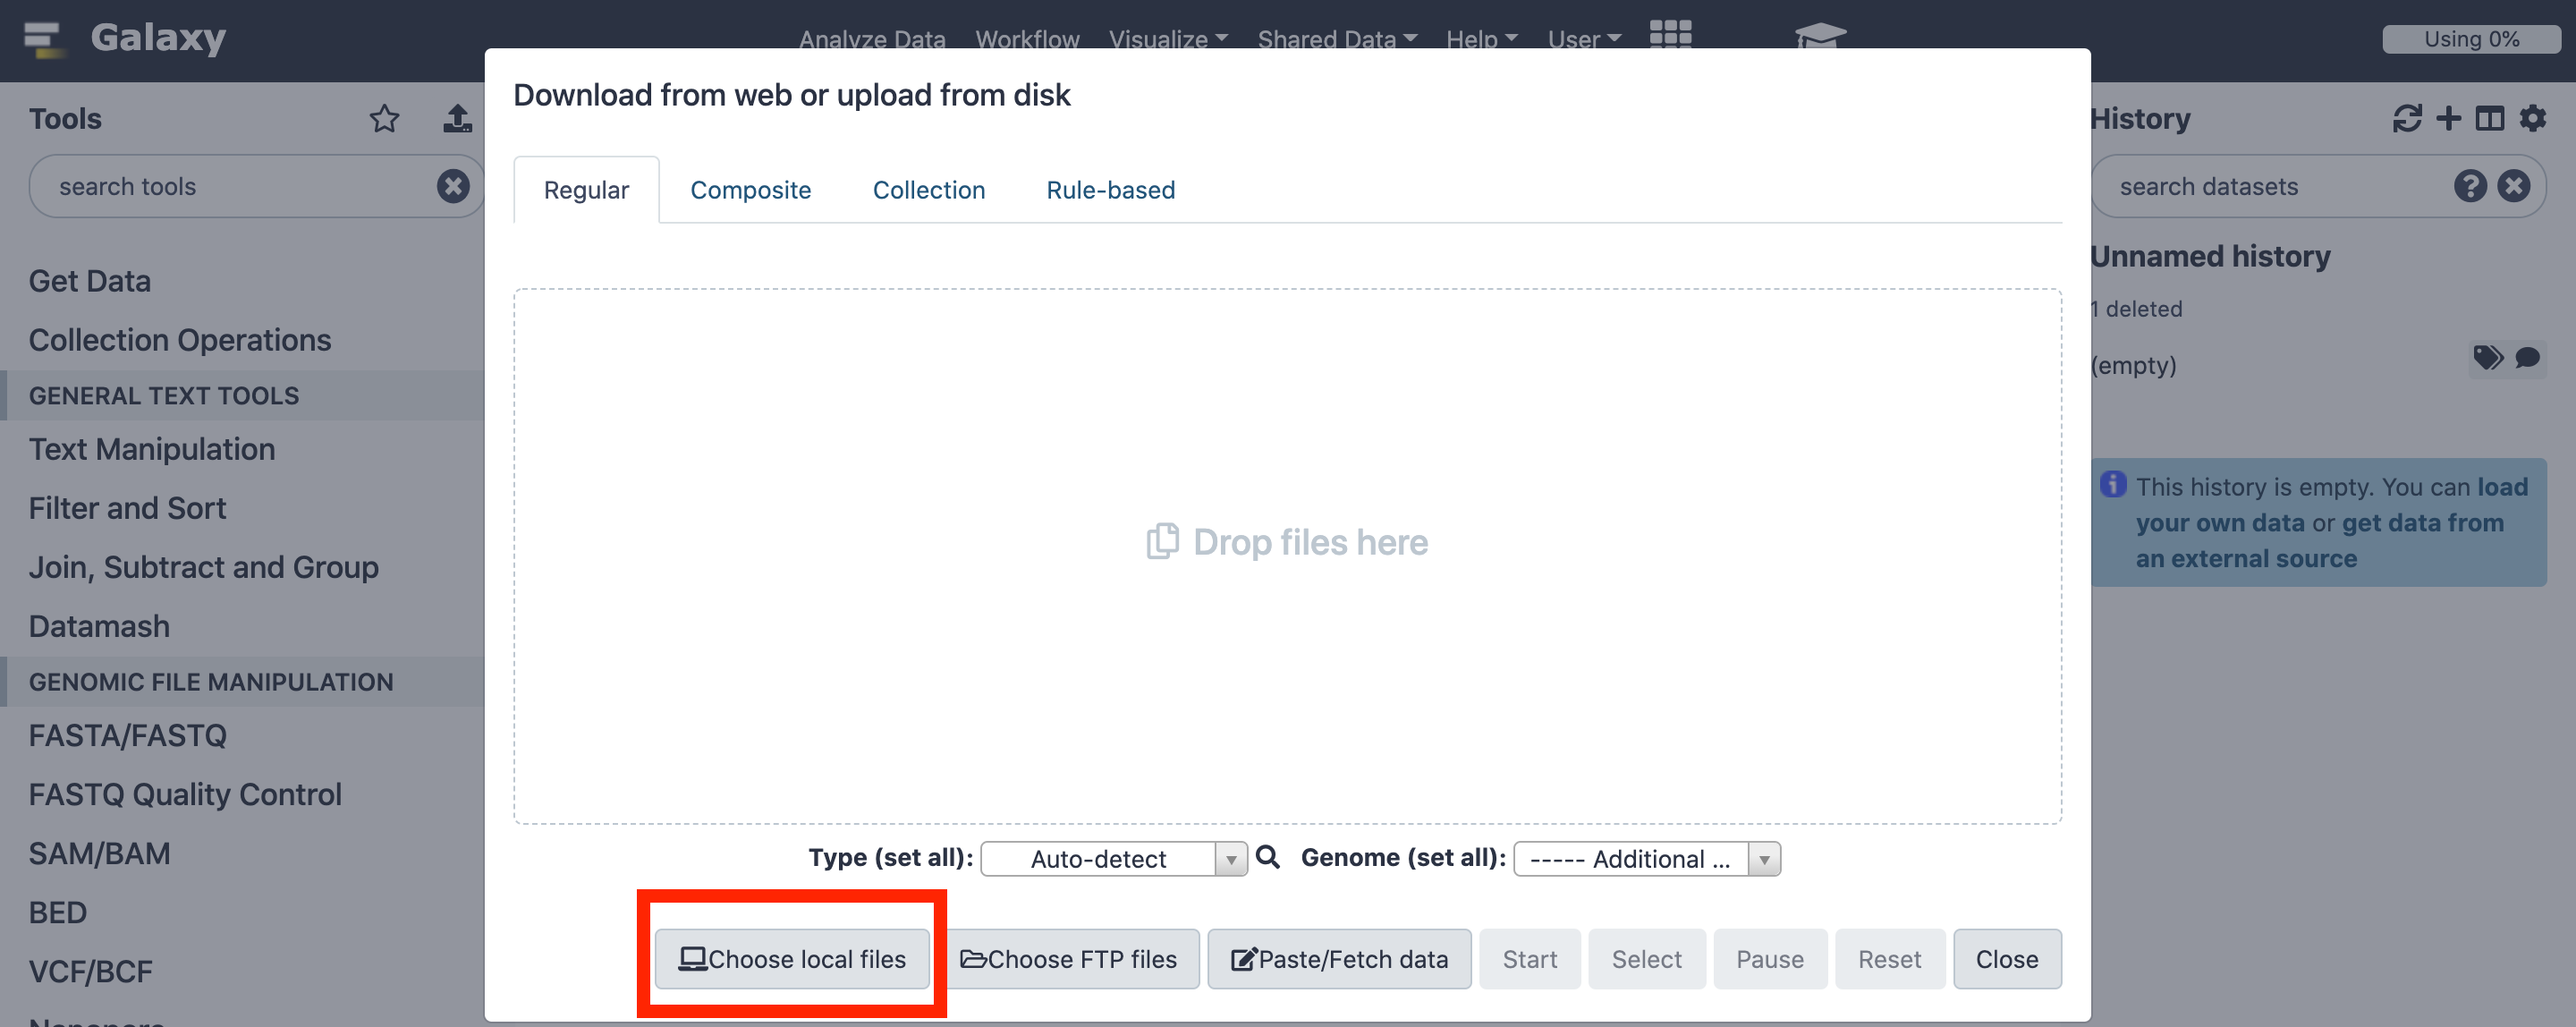 Galaxy
Analyze Data Workflow Visualize Shared Data Help User
Using 0%
Tools
search tools
Get Data
Collection Operations
GENERAL TEXT TOOLS
Text Manipulation
Filter and Sort
Join, Subtract and Group
Datamash
GENOMIC FILE MANIPULATION
FASTA/FASTQ
FASTQ Quality Control
SAM/BAM
BED
VCF/BCF
Nanopore
Download from web or upload from disk
Regular Composite Collection Rule-based
Drop files here
Type (set all): Auto-detect Genome (set all): ----- Additional ...
Choose local files Choose FTP files Paste/Fetch data Start Select Pause Reset Close
History
search datasets
Unnamed history
1 deleted
(empty)
This history is empty. You can load
your own data or get data from
an external source